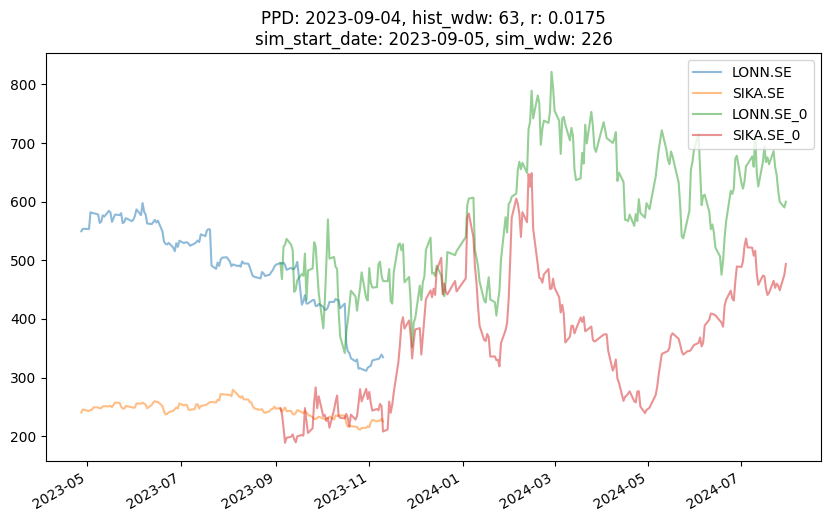 PPD: 2023-09-04, hist_wdw: 63, r: 0.0175
sim_start_date: 2023-09-05, sim_wdw: 226
LONN.SE
SIKA.SE
LONN.SE_0
SIKA.SE_0
800
700
600
500
400
300
200
2023-05
2023-07
2023-09
2023-11
2024-01
2024-03
2024-05
2024-07